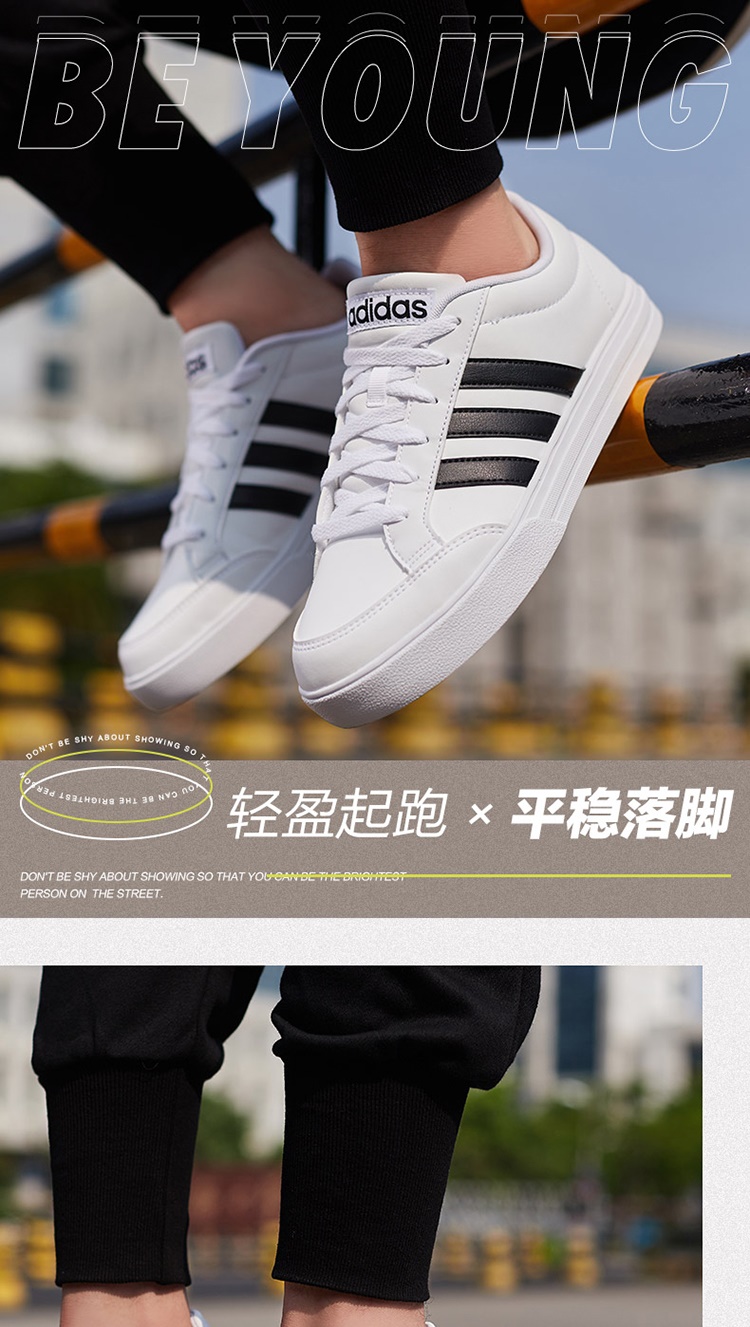 BE YOUNG
adidas
DON'T BE SHY ABOUT SHOWING SO THAT YOU CAN BE THE BRIGHTEST PERSON
轻盈起跑 × 平稳落脚
DON'T BE SHY ABOUT SHOWING SO THAT YOU CAN BE THE BRIGHTEST
PERSON ON THE STREET.